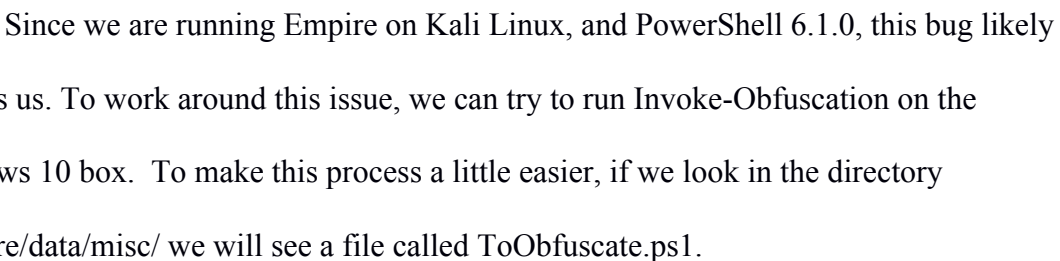 Since we are running Empire on Kali Linux, and PowerShell 6.1.0, this bug likely
s us. To work around this issue, we can try to run Invoke-Obfuscation on the
ws 10 box. To make this process a little easier, if we look in the directory
re/data/misc/ we will see a file called ToObfuscate.ps1.